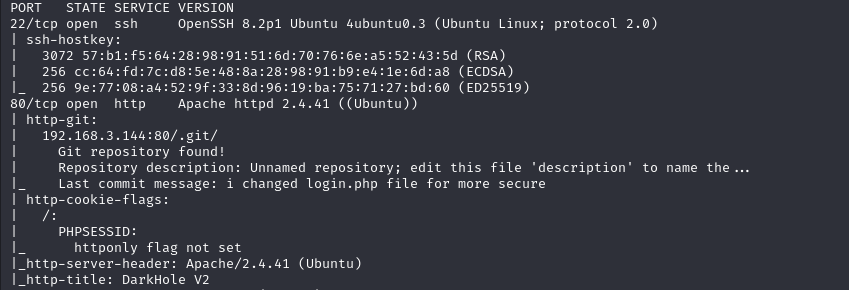 PORT   STATE SERVICE VERSION
22/tcp open  ssh     OpenSSH 8.2p1 Ubuntu 4ubuntu0.3 (Ubuntu Linux; protocol 2.0)
| ssh-hostkey:
|   3072 57:b1:f5:64:28:98:91:51:6d:70:76:6e:a5:52:43:5d (RSA)
|   256 cc:64:fd:7c:d8:5e:48:8a:28:98:91:b9:e4:1e:6d:a8 (ECDSA)
|_  256 9e:77:08:a4:52:9f:33:8d:96:19:ba:75:71:27:bd:60 (ED25519)
80/tcp open  http    Apache httpd 2.4.41 ((Ubuntu))
| http-git:
|   192.168.3.144:80/.git/
|     Git repository found!
|     Repository description: Unnamed repository; edit this file 'description' to name the...
|_    Last commit message: i changed login.php file for more secure
| http-cookie-flags:
|   /:
|     PHPSESSID:
|_      httponly flag not set
|_http-server-header: Apache/2.4.41 (Ubuntu)
|_http-title: DarkHole V2